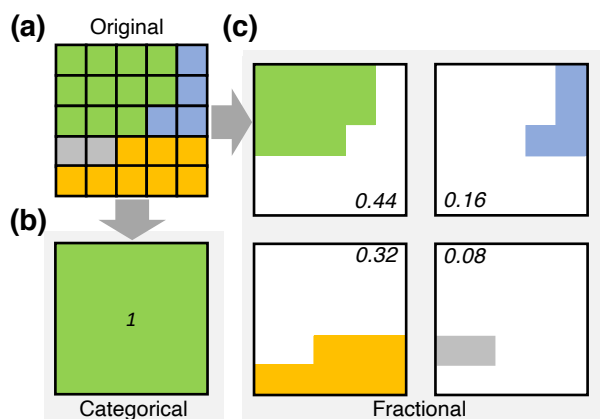 (a)
Original
(c)
0.44
0.16
(b)
1
Categorical
0.32
0.08
Fractional